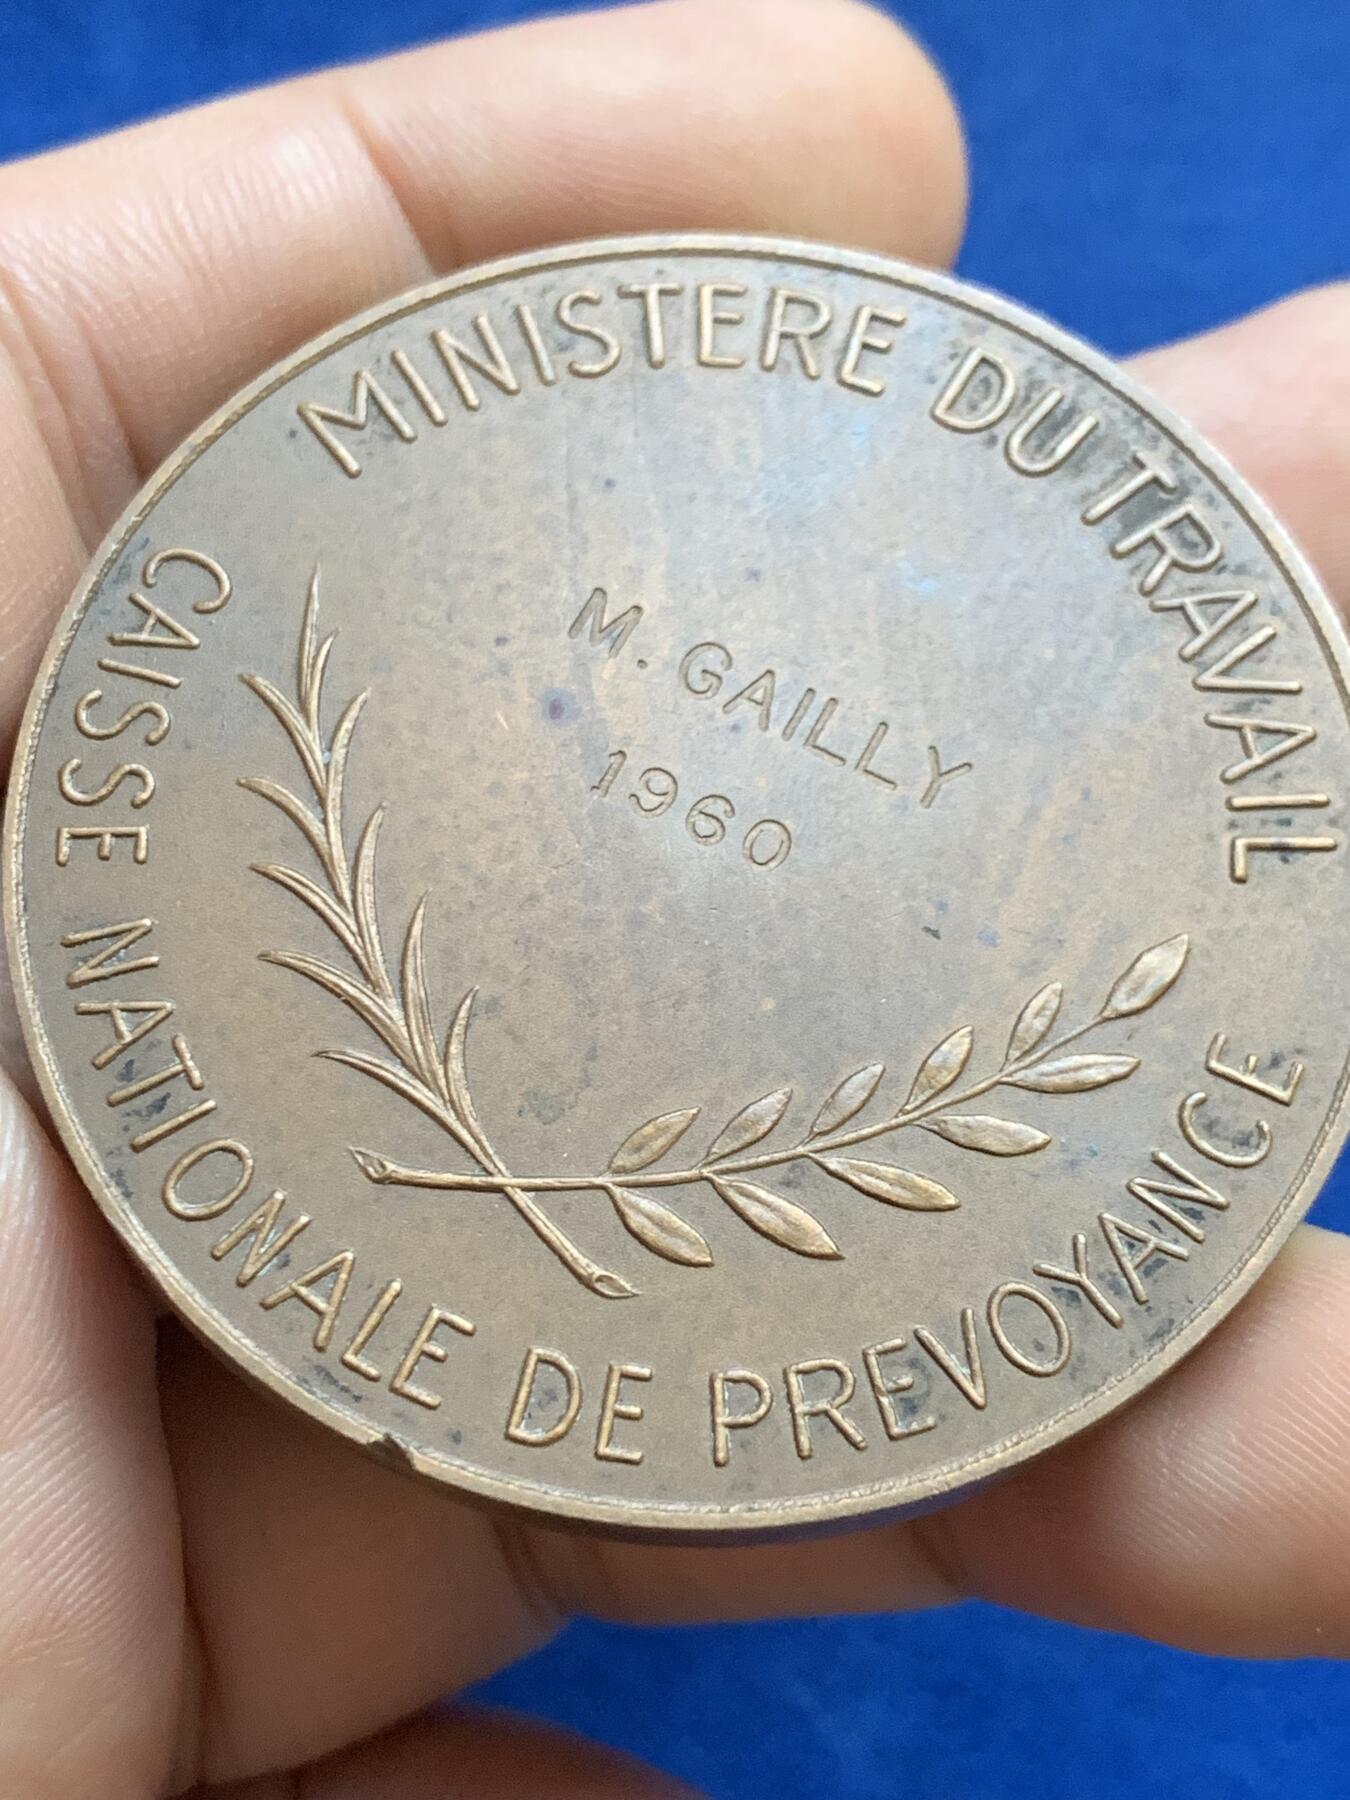 MINISTERE DU TRAVAIL
M. GAILLY
1960
CAISSE NATIONALE DE PREVOYANCE